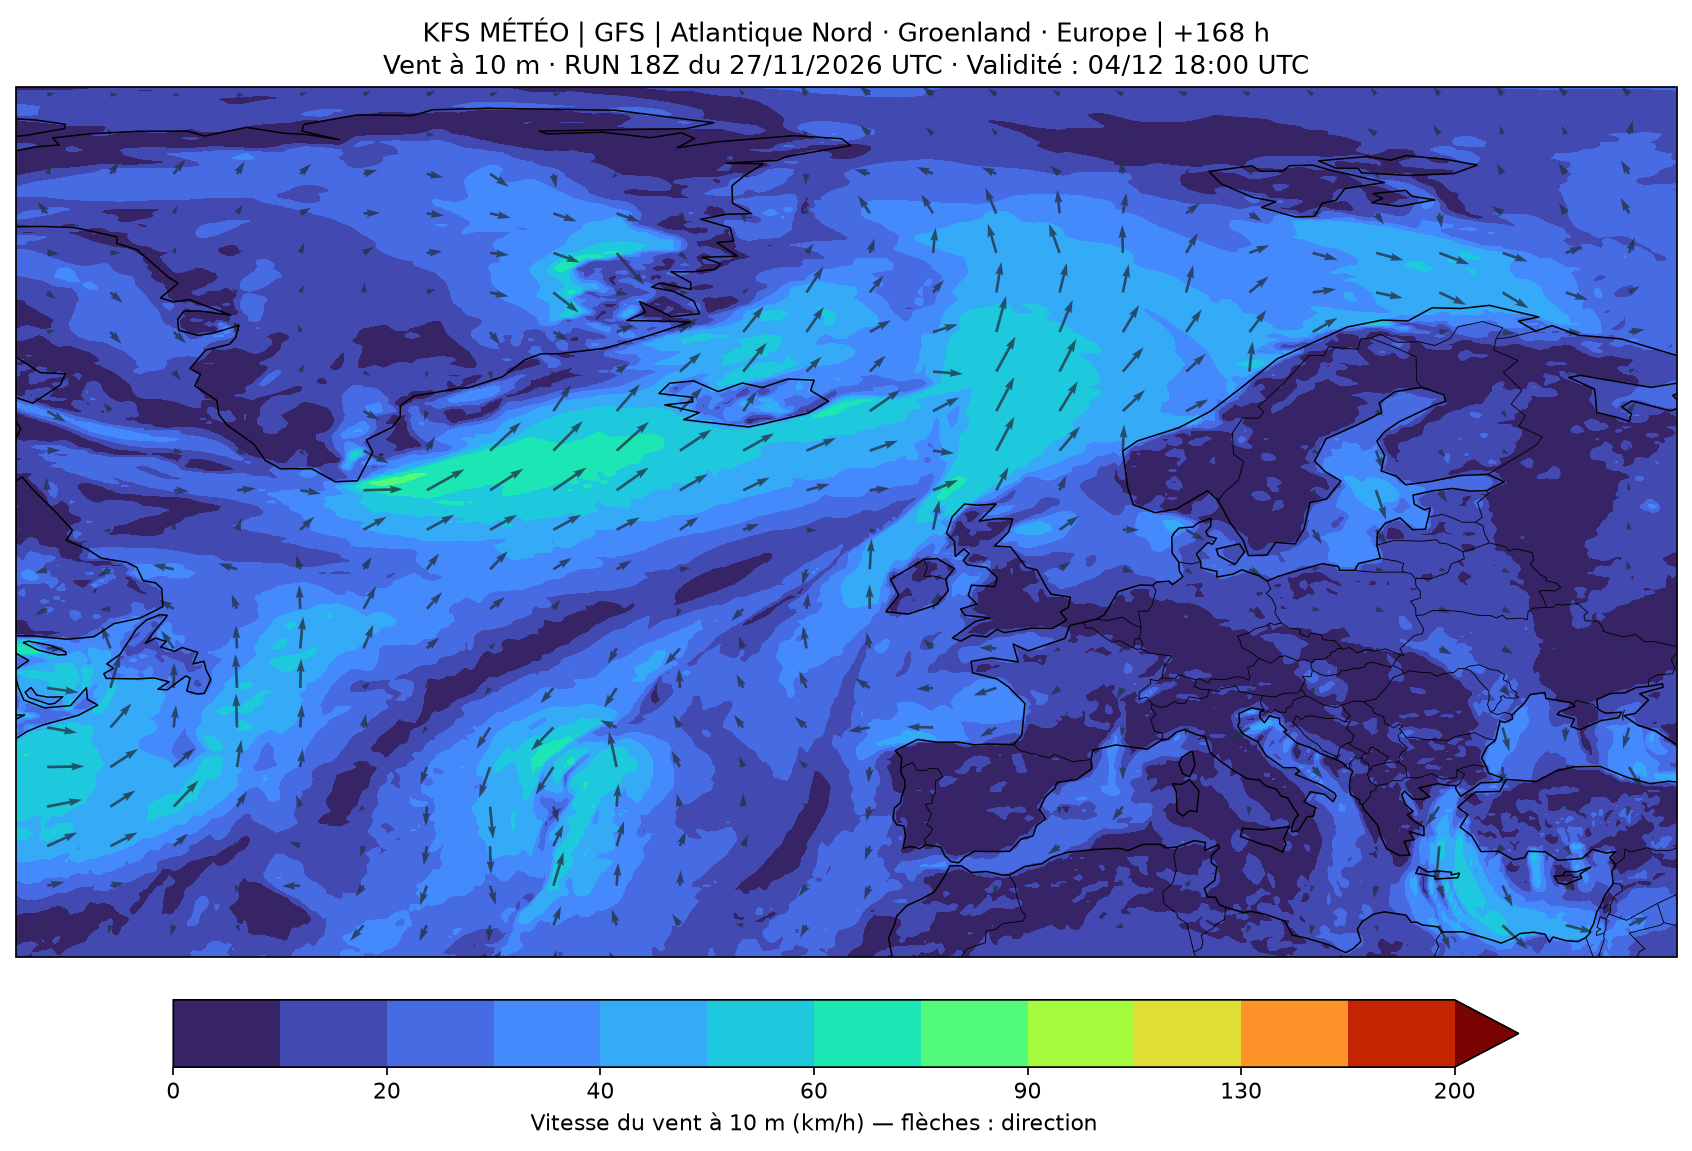 KFS MÉTÉO | GFS | Atlantique Nord · Groenland · Europe | +168 h
Vent à 10 m · RUN 18Z du 27/11/2026 UTC · Validité : 04/12 18:00 UTC
0 20 40 60 90 130 200
Vitesse du vent à 10 m (km/h) — flèches : direction